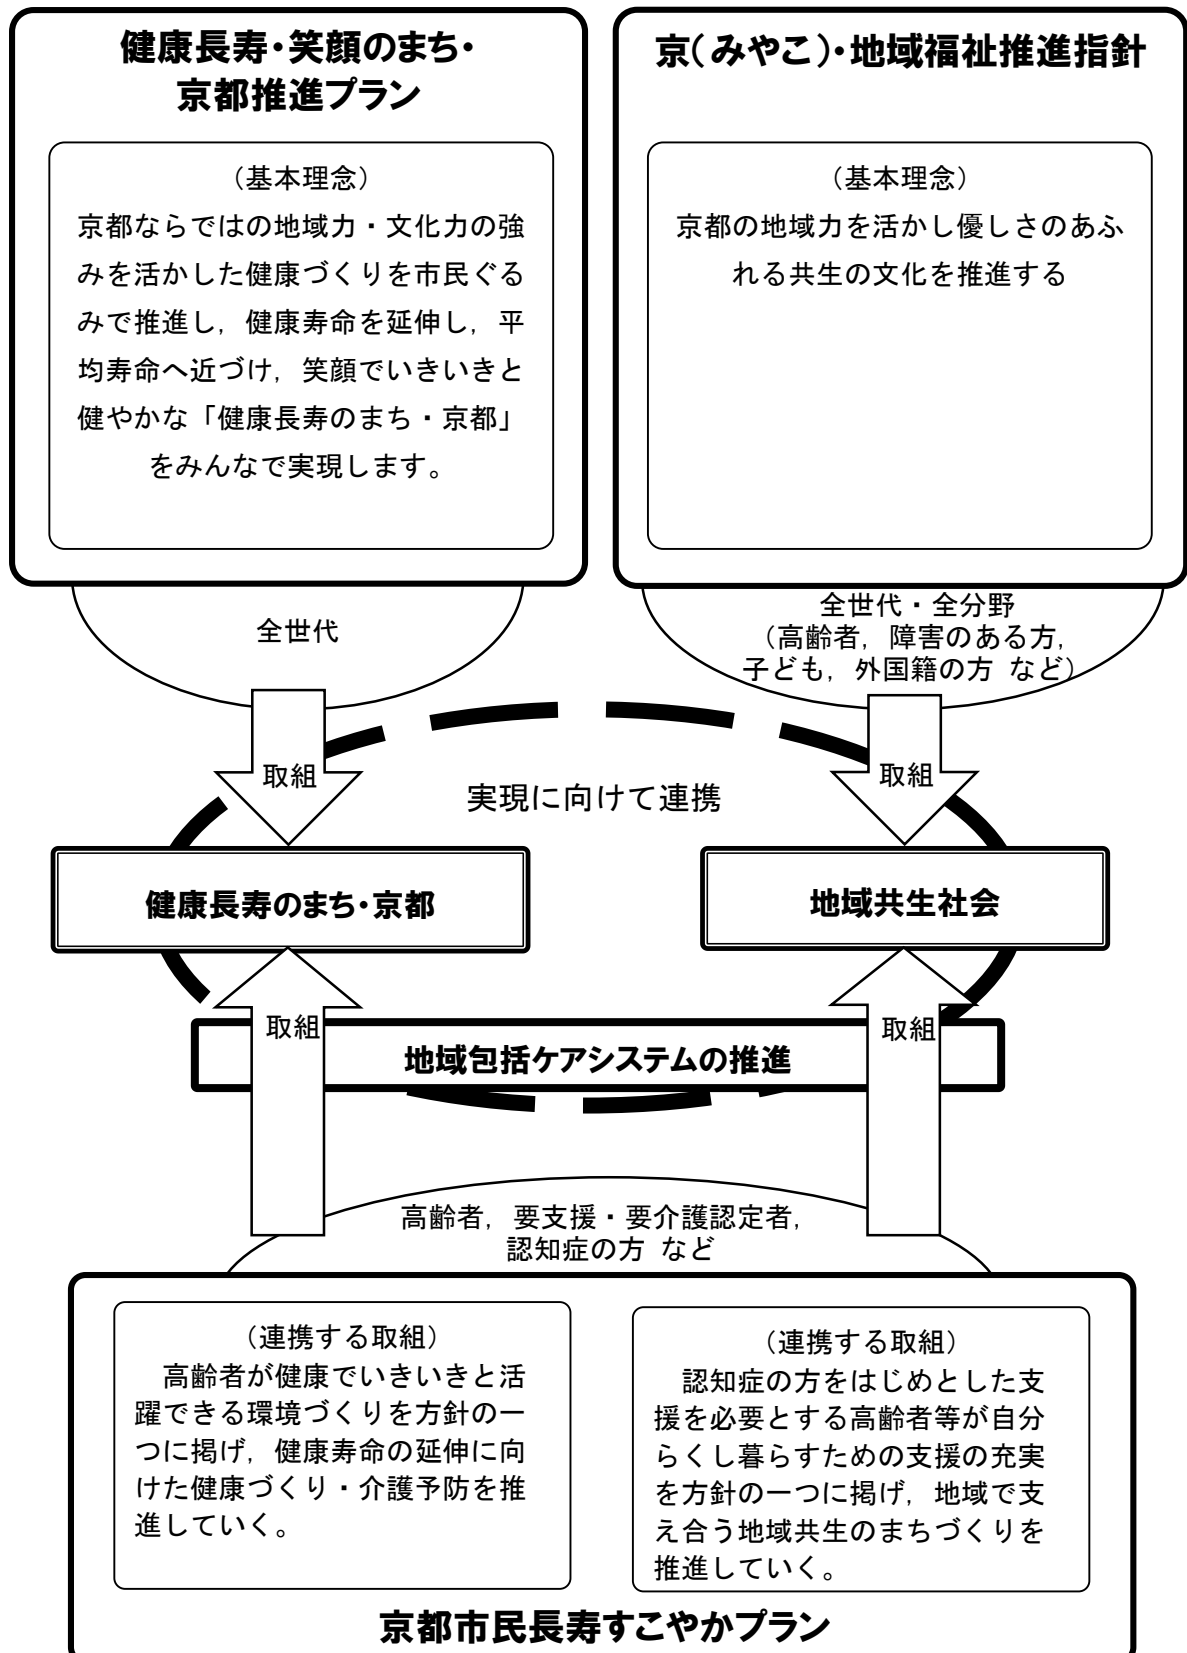 健康長寿・笑顔のまち・
京都推進プラン
（基本理念）
京都ならではの地域力・文化力の強
みを活かした健康づくりを市民ぐる
みで推進し，健康寿命を延伸し，平
均寿命へ近づけ，笑顔でいきいきと
健やかな「健康長寿のまち・京都」
をみんなで実現します。
全世代
京（みやこ）・地域福祉推進指針
（基本理念）
京都の地域力を活かし優しさのあふ
れる共生の文化を推進する
全世代・全分野
（高齢者，障害のある方，
子ども，外国籍の方 など）
取組
実現に向けて連携
取組
健康長寿のまち・京都
地域共生社会
取組
地域包括ケアシステムの推進
取組
高齢者，要支援・要介護認定者，
認知症の方 など
（連携する取組）
高齢者が健康でいきいきと活
躍できる環境づくりを方針の一
つに掲げ，健康寿命の延伸に向
けた健康づくり・介護予防を推
進していく。
（連携する取組）
認知症の方をはじめとした支
援を必要とする高齢者等が自分
らくし暮らすための支援の充実
を方針の一つに掲げ，地域で支
え合う地域共生のまちづくりを
推進していく。
京都市民長寿すこやかプラン